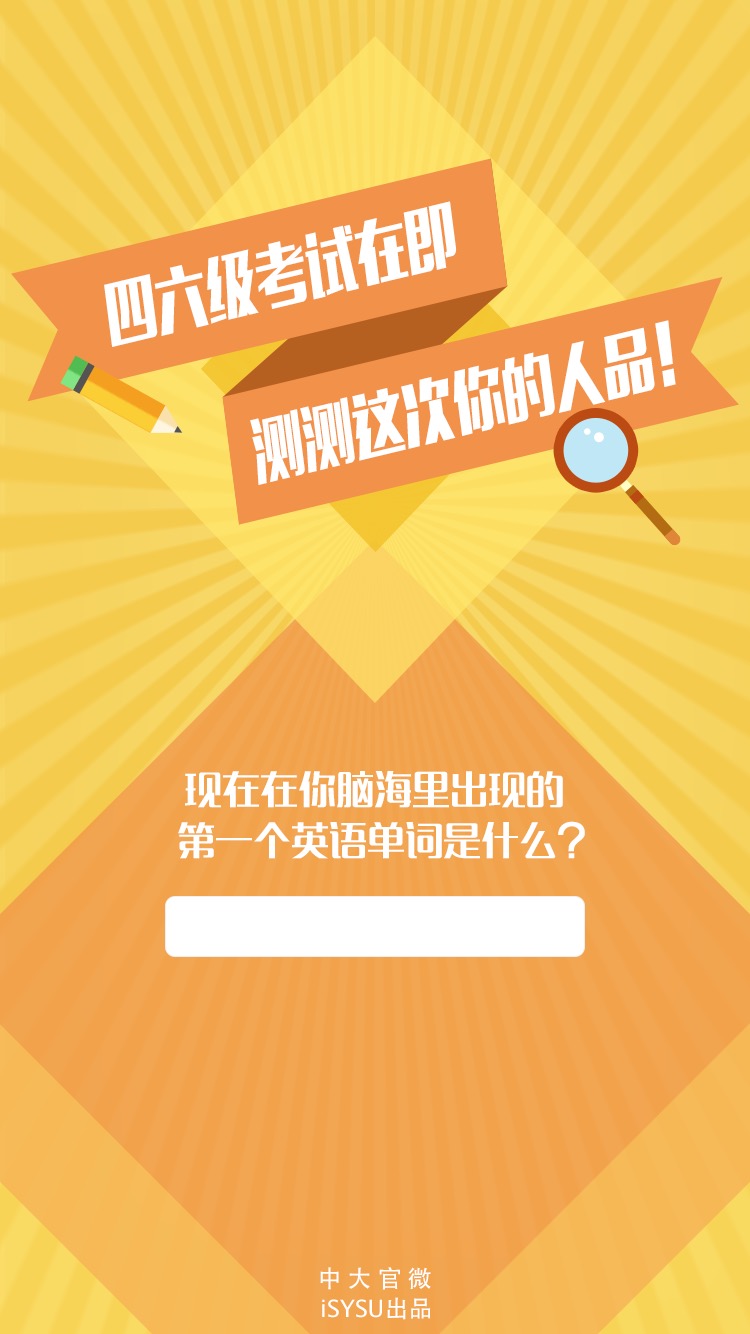 四六级考试在即
测测这次你的人品!
现在在你脑海里出现的
第一个英语单词是什么?
中大官微
iSYSU出品